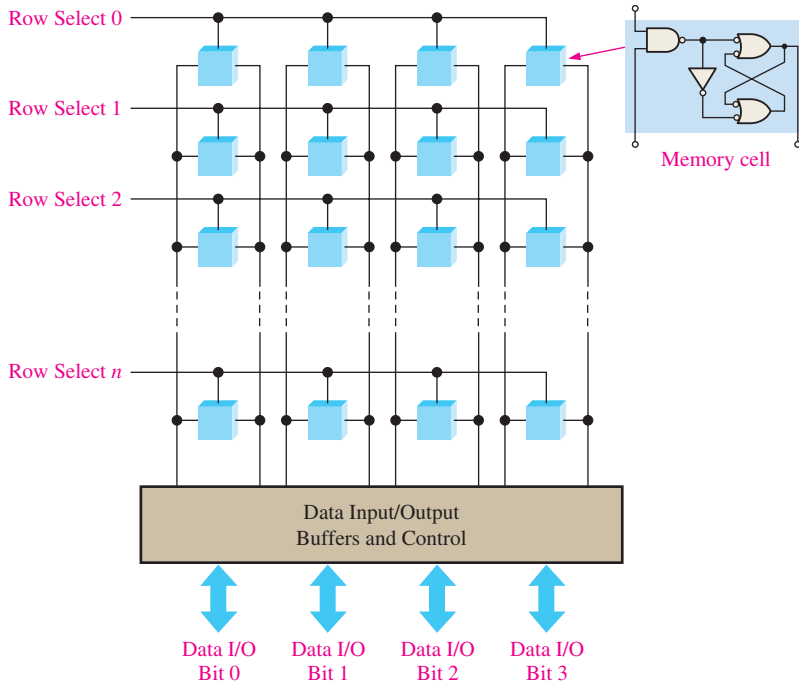 Row Select 0
Row Select 1
Memory cell
Row Select 2
Row Select n
Data Input/Output
Buffers and Control
Data I/O
Bit 0
Data I/O
Bit 1
Data I/O
Bit 2
Data I/O
Bit 3